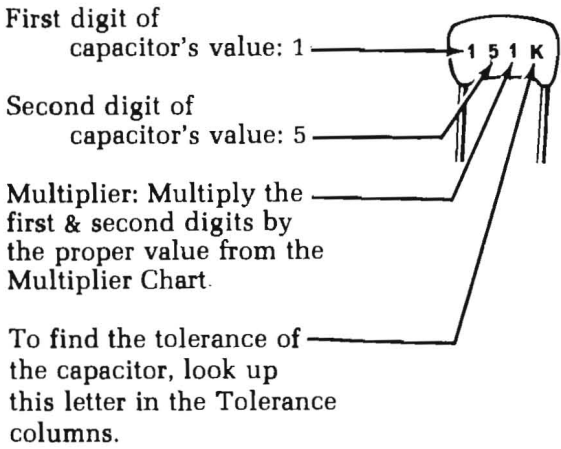 First digit of
capacitor's value: 1
1 5 1 K
Second digit of
capacitor's value: 5
Multiplier: Multiply the
first & second digits by
the proper value from the
Multiplier Chart.
To find the tolerance of
the capacitor, look up
this letter in the Tolerance
columns.